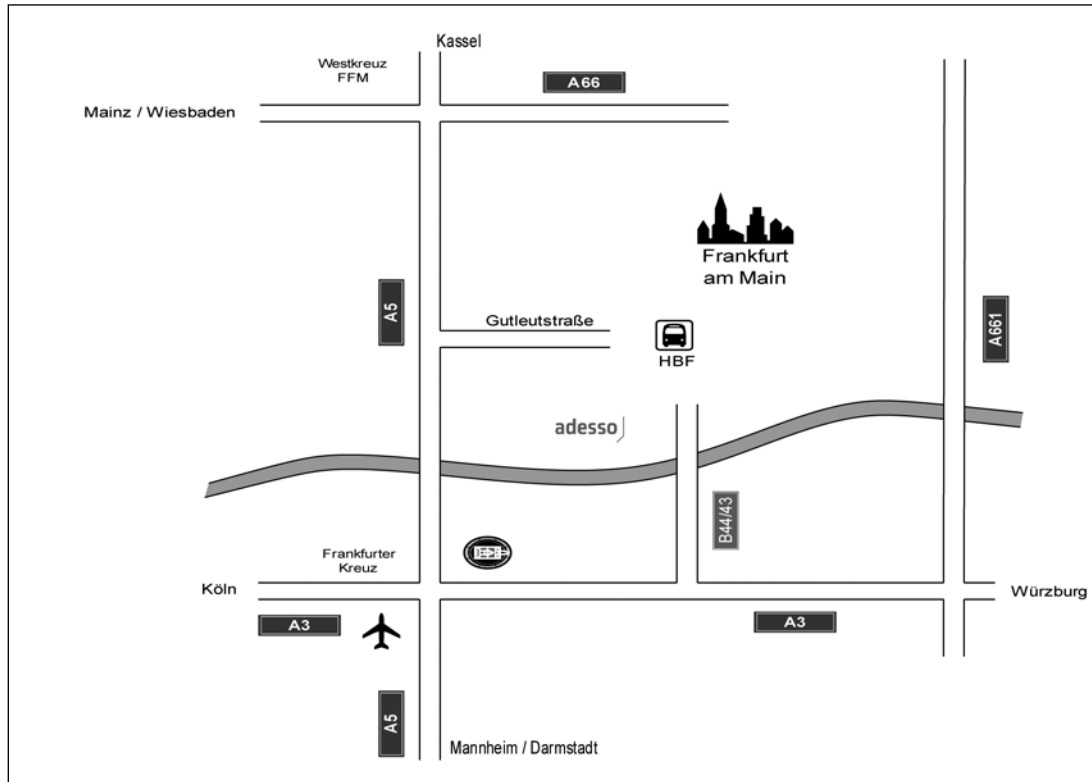 Kassel
Westkreuz
FFM
A66
Mainz / Wiesbaden
Frankfurt
am Main
A5
Gutleutstraße
HBF
A661
adesso
B44/43
Frankfurter
Kreuz
Köln
Würzburg
A3
A3
A5
Mannheim / Darmstadt